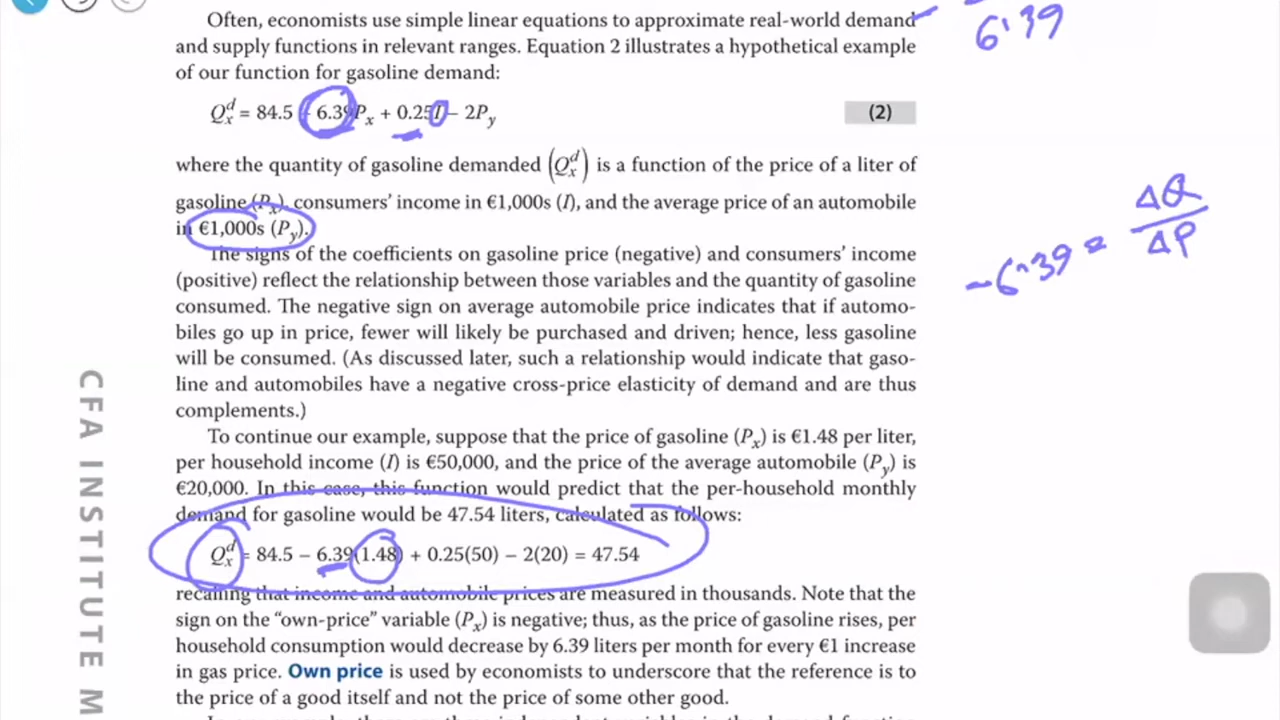 Often, economists use simple linear equations to approximate real-world demand
6.39
and supply functions in relevant ranges. Equation 2 illustrates a hypothetical example
of our function for gasoline demand:
Qₓᵈ = 84.5 − 6.39Pₓ + 0.25I − 2Pᵧ (2)
where the quantity of gasoline demanded (Qₓᵈ) is a function of the price of a liter of
gasoline (Pₓ), consumers’ income in €1,000s (I), and the average price of an automobile
in €1,000s (Pᵧ).
−6.39 = ΔQ/ΔP
The signs of the coefficients on gasoline price (negative) and consumers’ income
(positive) reflect the relationship between those variables and the quantity of gasoline
consumed. The negative sign on average automobile price indicates that if automo-
biles go up in price, fewer will likely be purchased and driven; hence, less gasoline
will be consumed. (As discussed later, such a relationship would indicate that gaso-
line and automobiles have a negative cross-price elasticity of demand and are thus
complements.)
To continue our example, suppose that the price of gasoline (Pₓ) is €1.48 per liter,
per household income (I) is €50,000, and the price of the average automobile (Pᵧ) is
€20,000. In this case, this function would predict that the per-household monthly
demand for gasoline would be 47.54 liters, calculated as follows:
Qₓᵈ = 84.5 − 6.39(1.48) + 0.25(50) − 2(20) = 47.54
recalling that income and automobile prices are measured in thousands. Note that the
sign on the “own-price” variable (Pₓ) is negative; thus, as the price of gasoline rises, per
household consumption would decrease by 6.39 liters per month for every €1 increase
in gas price. Own price is used by economists to underscore that the reference is to
the price of a good itself and not the price of some other good.
CFA INSTITUTE M